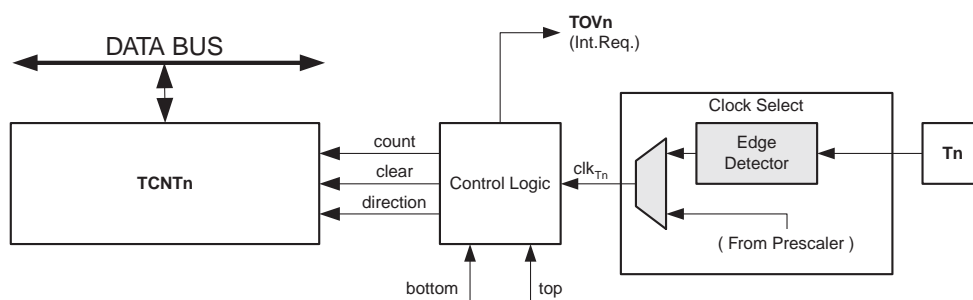 TOVn
(Int.Req.)
DATA BUS
Clock Select
count
Edge
Detector
Tn
TCNTn
clear
Control Logic
clkTn
direction
( From Prescaler )
bottom
top